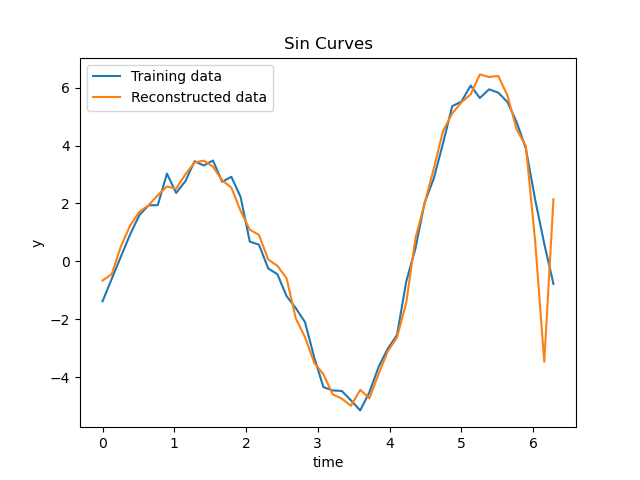 Sin Curves
Training data
Reconstructed data
6
4
2
0
−2
−4
y
0 1 2 3 4 5 6
time